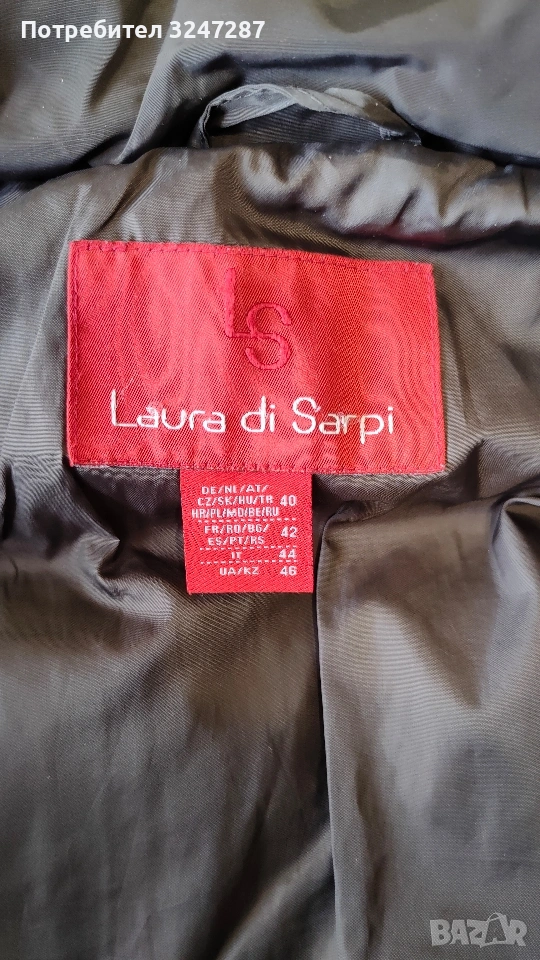 Потребител 3247287
LS
Laura di Sarpi
DE/NL/AT/
CZ/SK/HU/TR 40
HR/PL/MD/BE/RU
FR/RO/BG/
ES/PT/RS 42
IT 44
UA/KZ 46
BAZAR